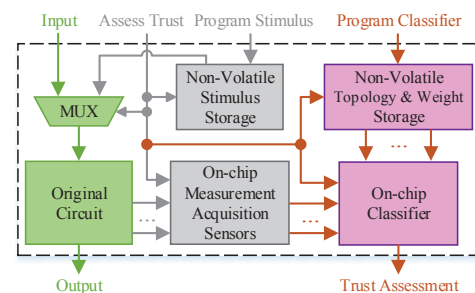 Input
Assess Trust
Program Stimulus
Program Classifier
MUX
Non-Volatile
Stimulus
Storage
Non-Volatile
Topology & Weight
Storage
...
Original
Circuit
...
On-chip
Measurement
Acquisition
Sensors
...
On-chip
Classifier
Output
Trust Assessment